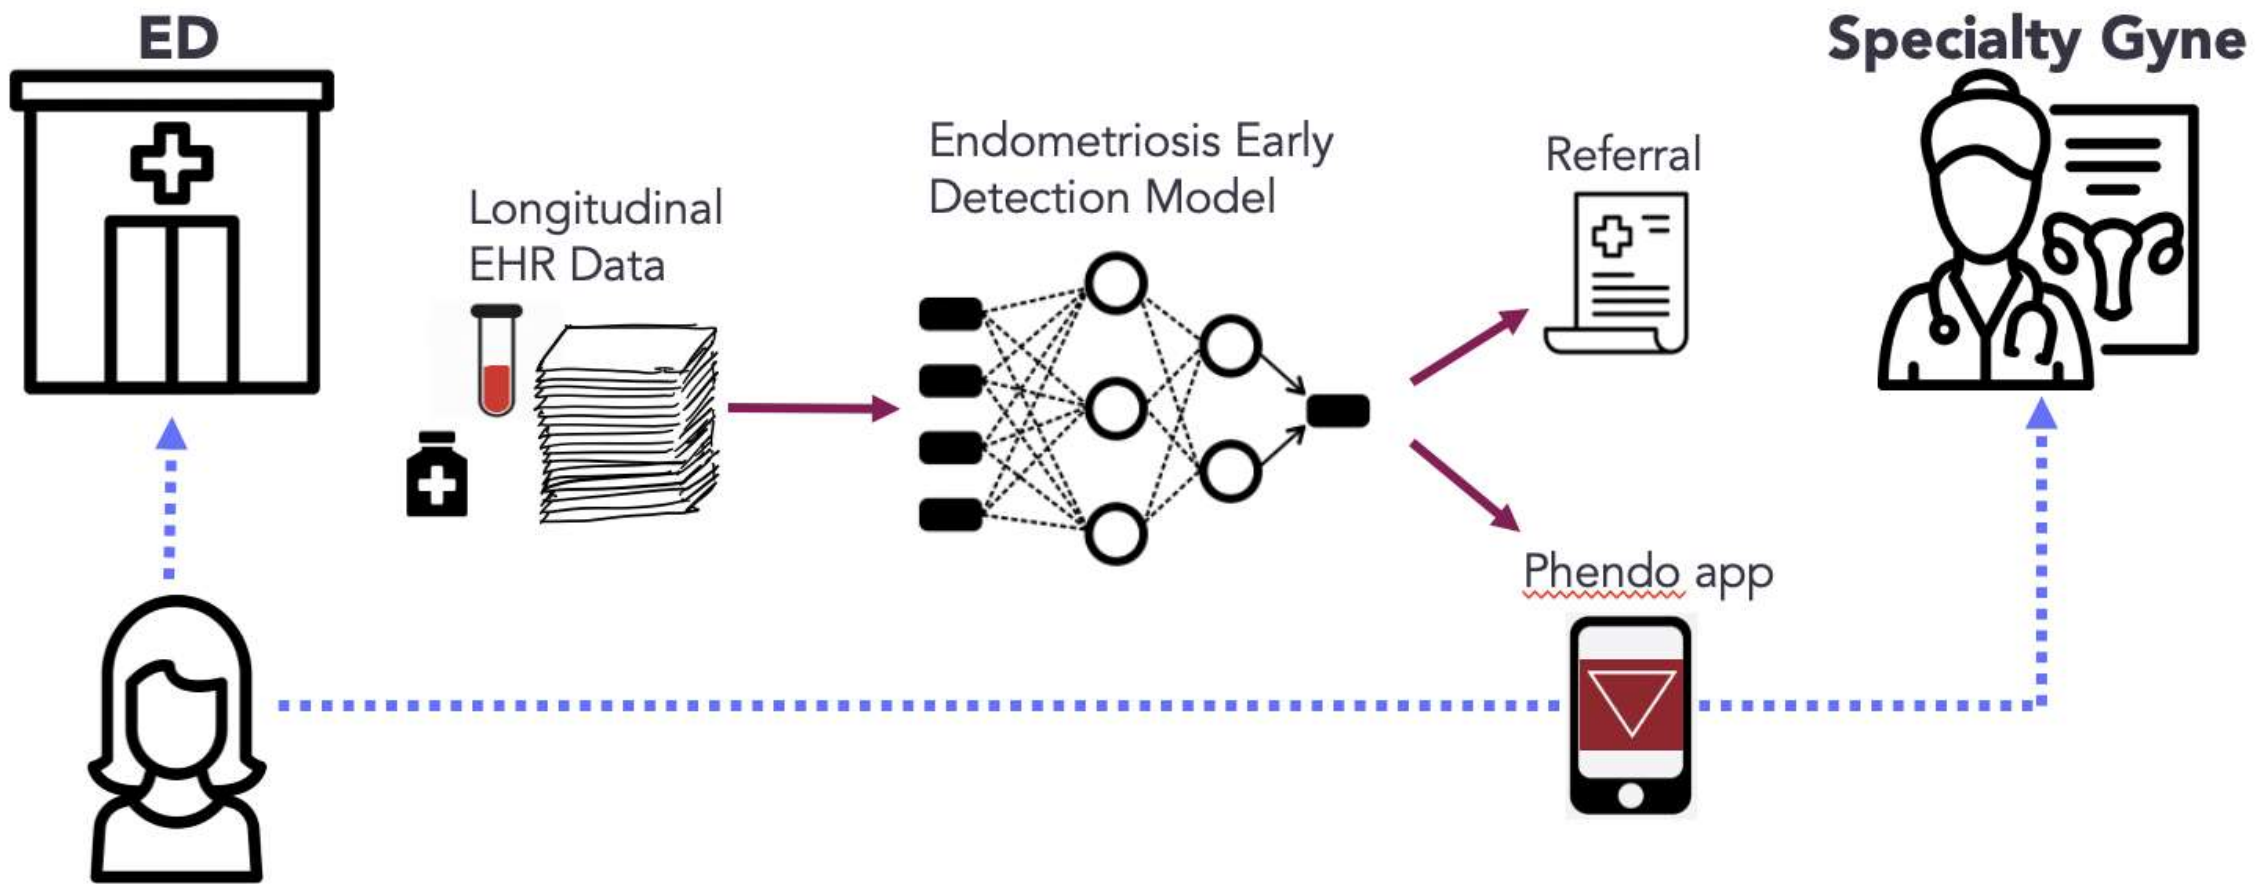 ED
Specialty Gyne
Endometriosis Early
Detection Model
Referral
Longitudinal
EHR Data
Phendo app